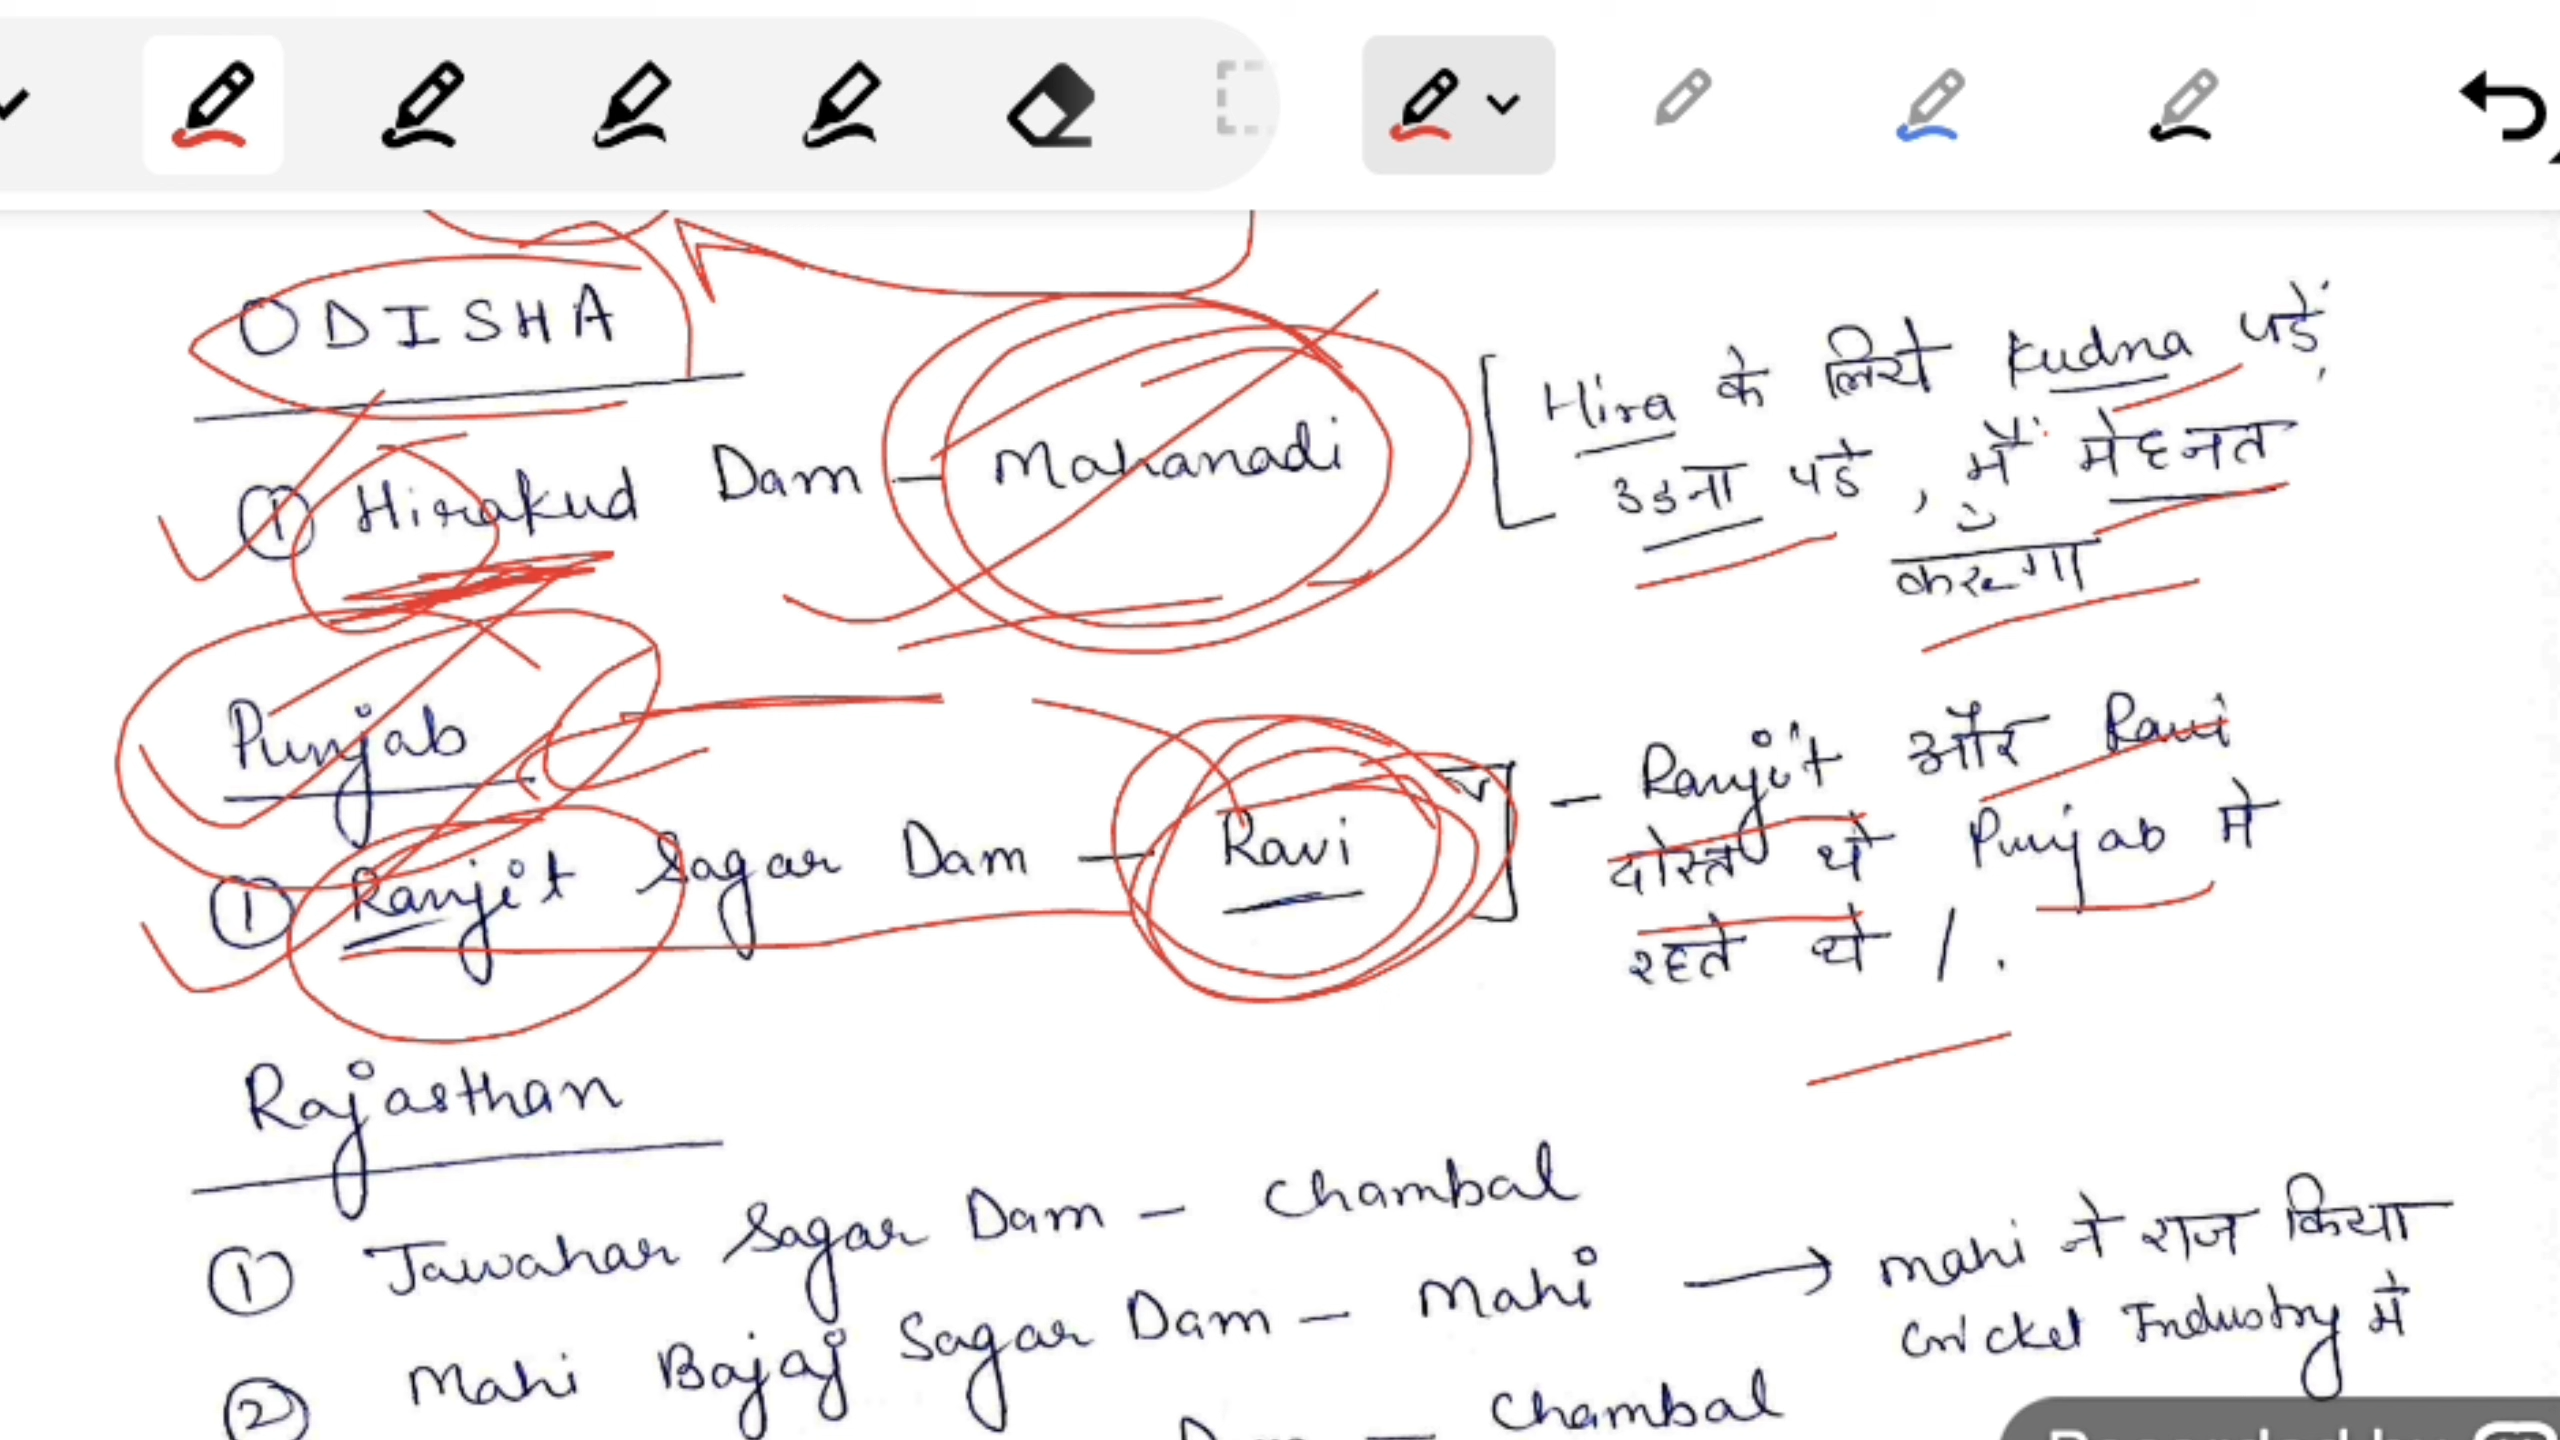 ODISHA
① Hirakud Dam — Mahanadi
[ Hira के लिये Kudna पडे,
उडना पडे, मैं मेहनत
करूगा
Punjab
① Ranjit Sagar Dam — Ravi ] — Ranjit और Ravi
दोस्त थे Punjab मे
रहते थे / .
Rajasthan
① Jawahar Sagar Dam — Chambal
② Mahi Bajaj Sagar Dam — Mahi → mahi ने राज किया
Cricket Industry में
Dam — Chambal